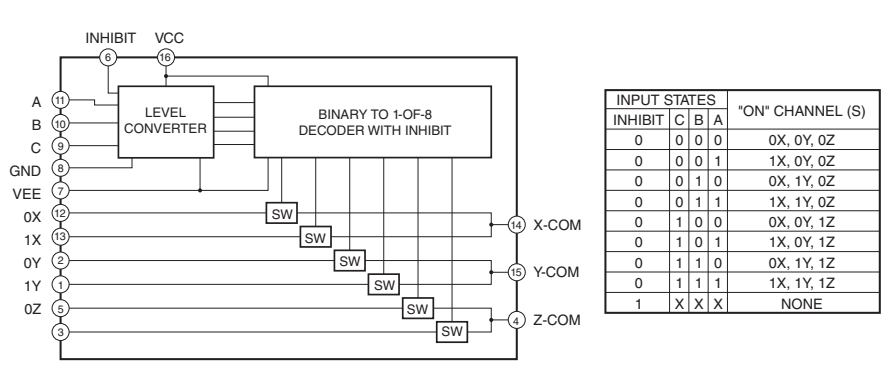 INHIBIT VCC
6 16
A 11
B 10
C 9
GND 8
VEE 7
LEVEL
CONVERTER
BINARY TO 1-OF-8
DECODER WITH INHIBIT
0X 12 SW
1X 13 SW 14 X-COM
0Y 2 SW
1Y 1 SW 15 Y-COM
0Z 5 SW
3 SW 4 Z-COM
INPUT STATES "ON" CHANNEL (S)
INHIBIT C B A
0 0 0 0 0X, 0Y, 0Z
0 0 0 1 1X, 0Y, 0Z
0 0 1 0 0X, 1Y, 0Z
0 0 1 1 1X, 1Y, 0Z
0 1 0 0 0X, 0Y, 1Z
0 1 0 1 1X, 0Y, 1Z
0 1 1 0 0X, 1Y, 1Z
0 1 1 1 1X, 1Y, 1Z
1 X X X NONE